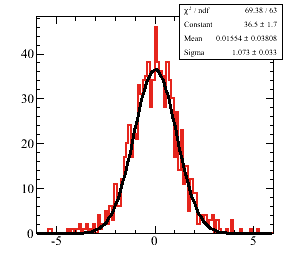 χ² / ndf 69.38 / 63
Constant 36.5 ± 1.7
Mean 0.01554 ± 0.03808
Sigma 1.073 ± 0.033
40
30
20
10
0
-5 0 5